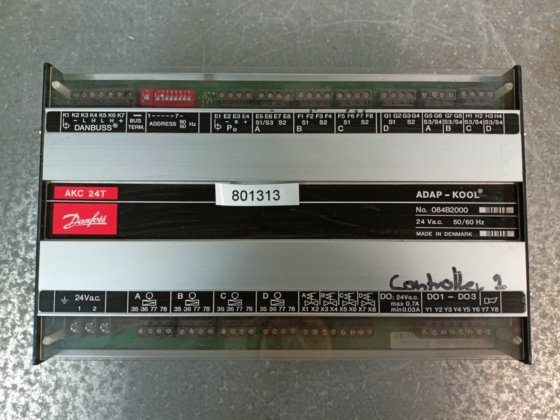 K1 K2 K3 K4 K5 K6 K7
- L H L H +
DANBUSS®
BUS
TERM.
1 ——— 7 -
ADDRESS 60 50 Hz
E1 E2 E3 E4
- s +
Po
E5 E6 E7 E8
S1/S3 S2
A
F1 F2 F3 F4
S1 S2
B
F5 F6 F7 F8
S1 S2
C
G1 G2 G3 G4
S1 S2
D
G5 G6
S3/S4
A
G7 G8
S3/S4
B
H1 H2
S3/S4
C
H3 H4
S3/S4
D
AKC 24T
801313
ADAP - KOOL®
Danfoss
No. 084B2000
24 Va.c. 50/60 Hz
MADE IN DENMARK
Controller 2
24Va.c.
1 2
A
35 36 77 78
B
35 36 77 78
C
35 36 77 78
D
35 36 77 78
A B C D
X1 X2 X3 X4 X5 X6 X7 X8
DO: 24Va.c.
max 0.7A
min0.03A
DO1 - DO3
Y1 Y2 Y3 Y4 Y5 Y6 Y7 Y8